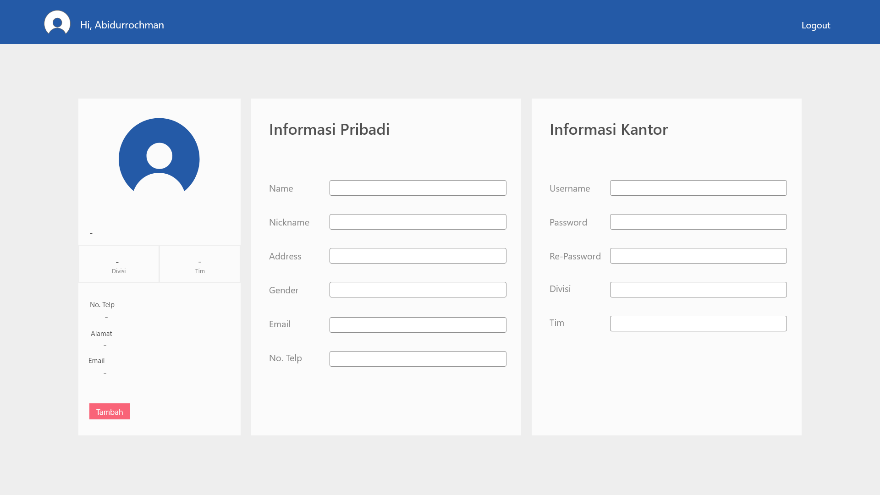 Hi, Abidurrochman
Logout
-
-
Divisi
-
Tim
No. Telp
-
Alamat
-
Email
-
Tambah
Informasi Pribadi
Name
Nickname
Address
Gender
Email
No. Telp
Informasi Kantor
Username
Password
Re-Password
Divisi
Tim